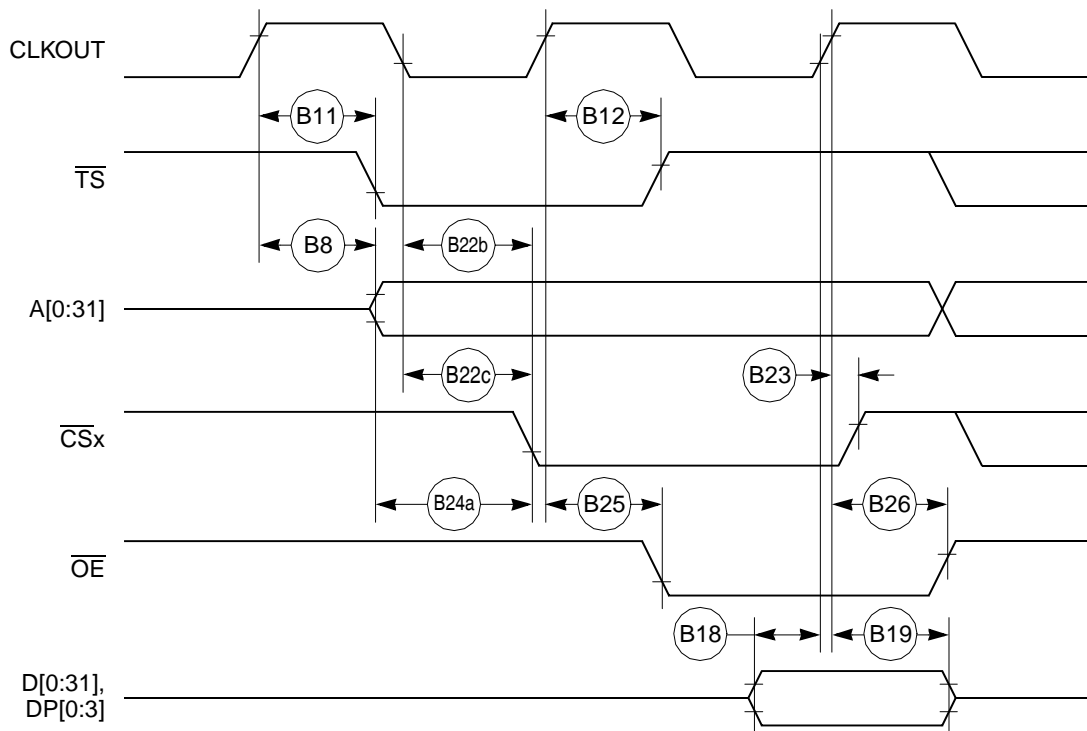 CLKOUT
B11
B12
TS
B8
B22b
A[0:31]
B22c
B23
CSx
B24a
B25
B26
OE
B18
B19
D[0:31],
DP[0:3]